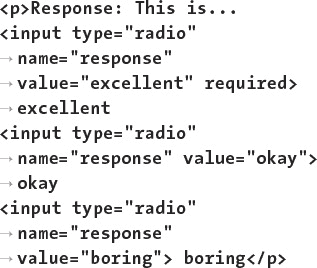 <p>Response: This is...
<input type="radio"
→ name="response"
→ value="excellent" required>
→ excellent
<input type="radio"
→ name="response" value="okay">
→ okay
<input type="radio"
→ name="response"
→ value="boring"> boring</p>